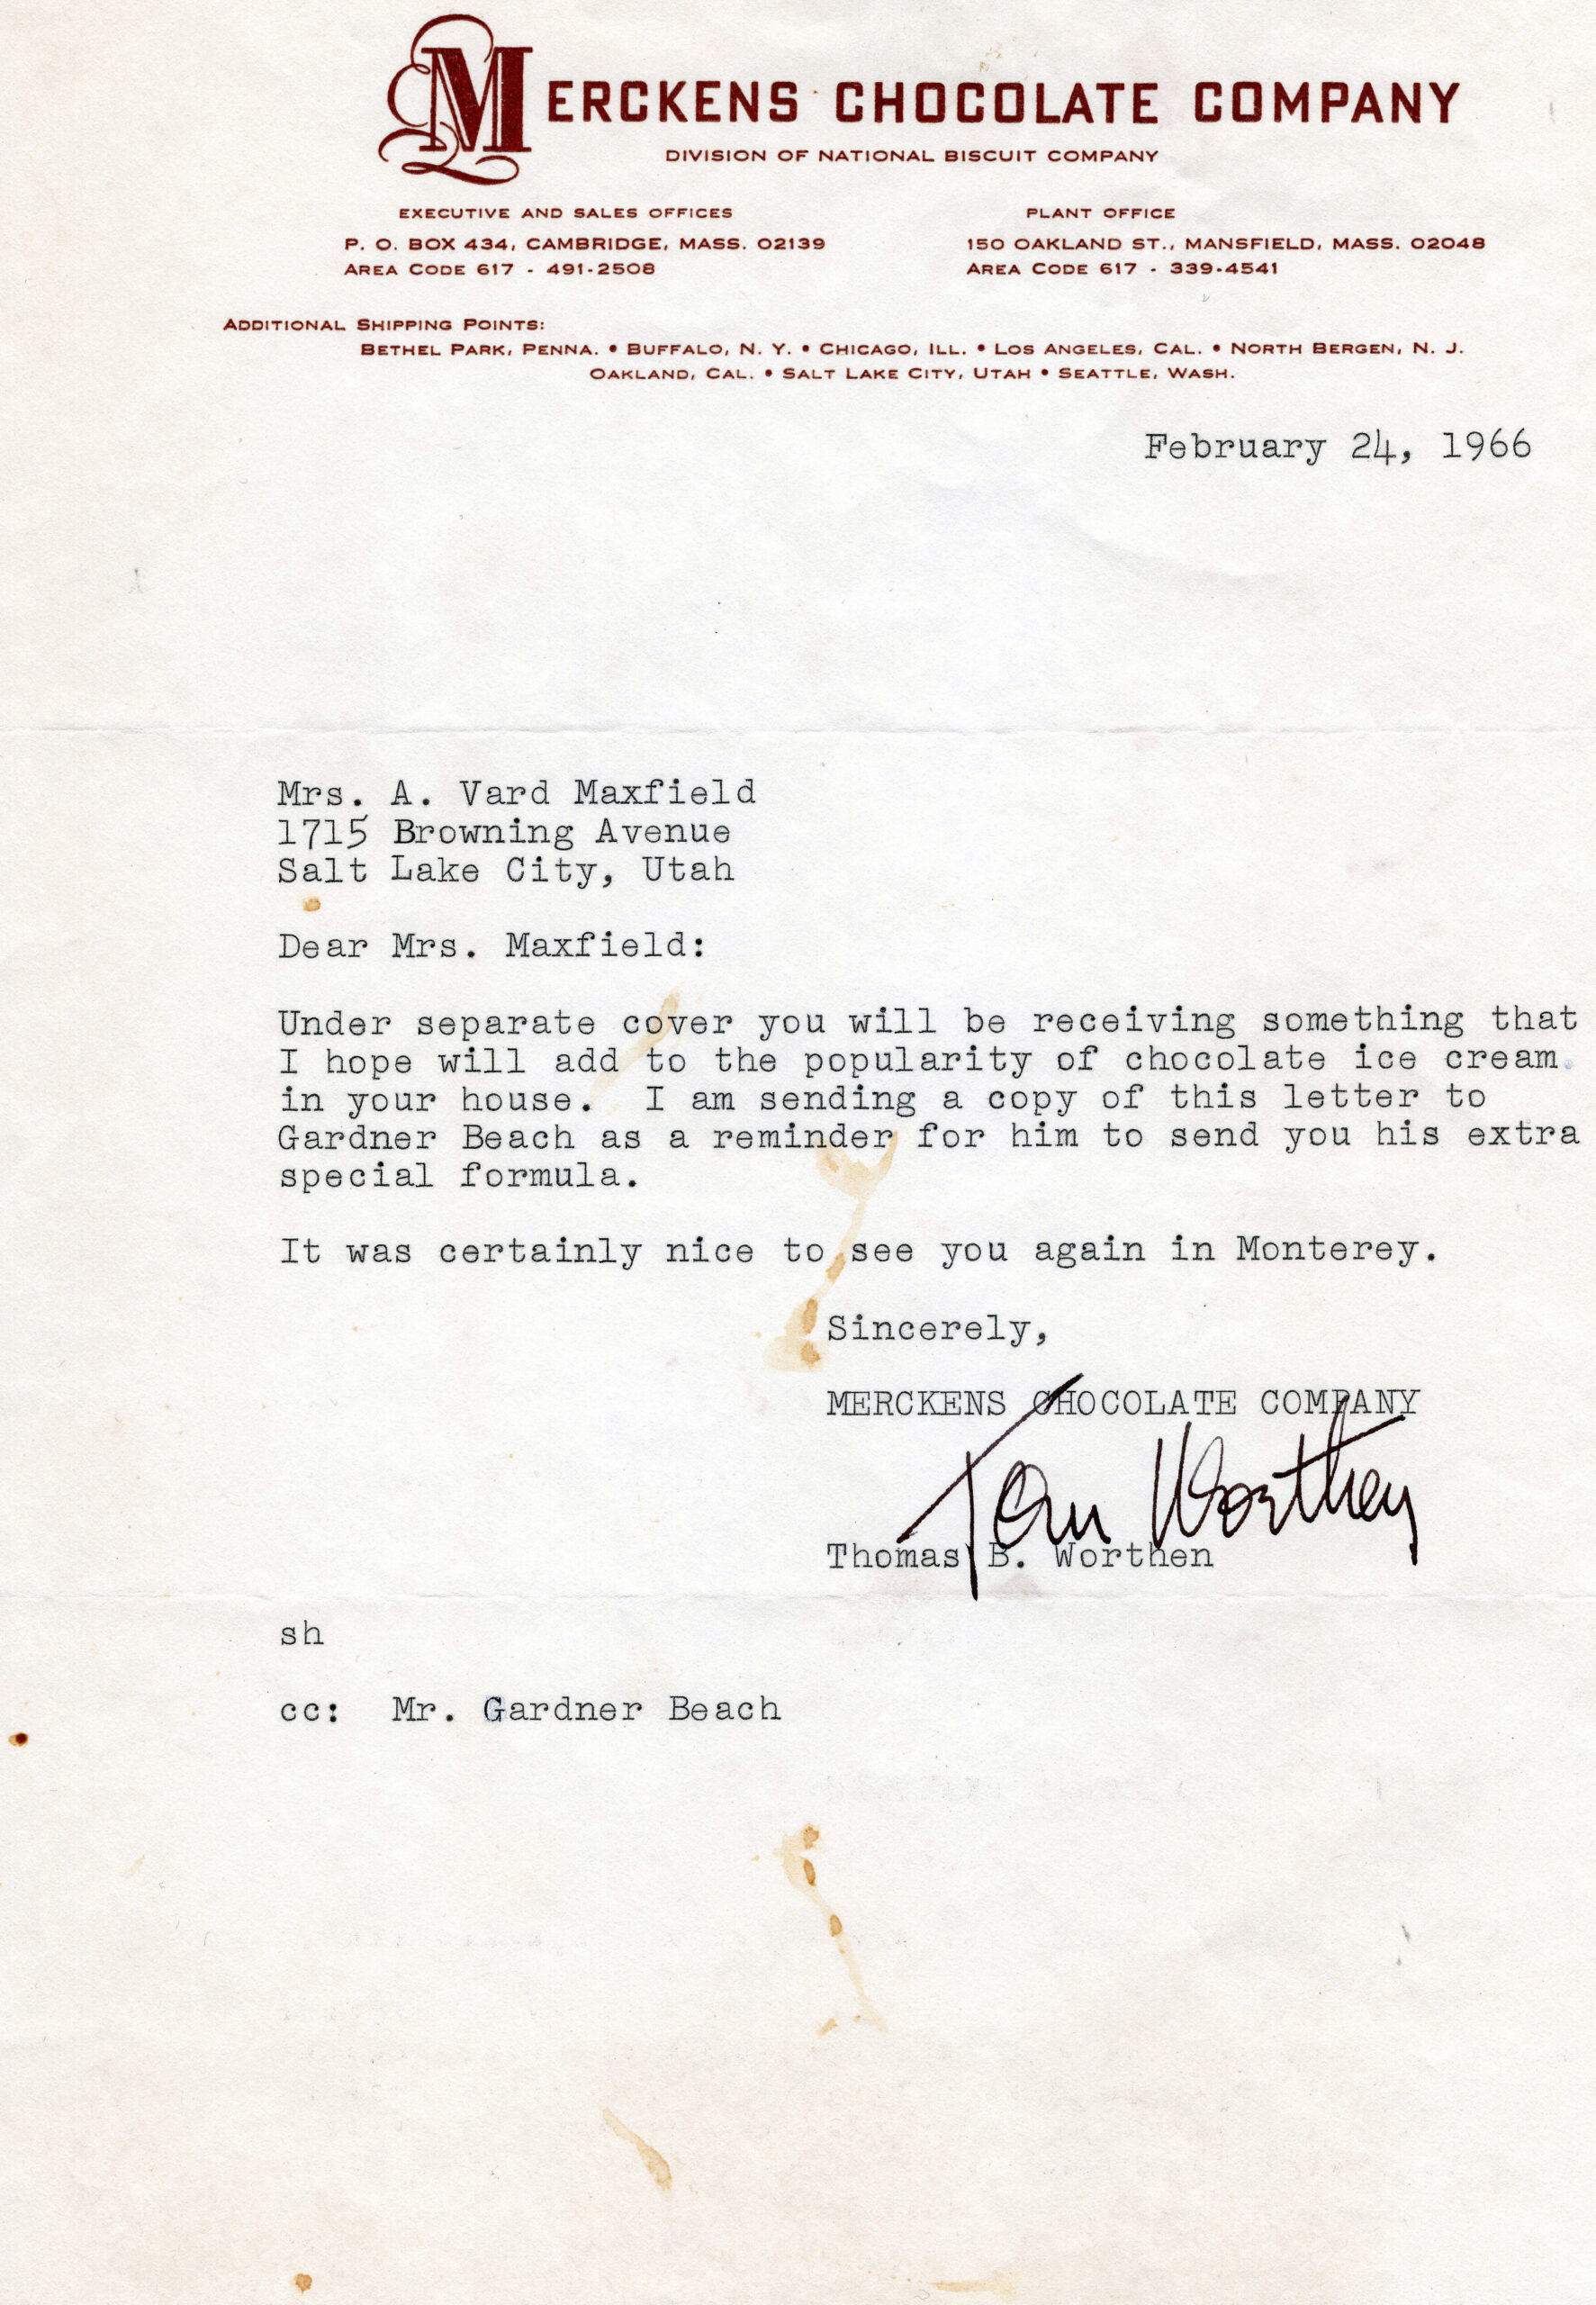 MERCKENS CHOCOLATE COMPANY
DIVISION OF NATIONAL BISCUIT COMPANY
EXECUTIVE AND SALES OFFICES
P. O. BOX 434, CAMBRIDGE, MASS. 02139
AREA CODE 617 - 491-2508
PLANT OFFICE
150 OAKLAND ST., MANSFIELD, MASS. 02048
AREA CODE 617 - 339-4541
ADDITIONAL SHIPPING POINTS:
BETHEL PARK, PENNA. • BUFFALO, N. Y. • CHICAGO, ILL. • LOS ANGELES, CAL. • NORTH BERGEN, N. J.
OAKLAND, CAL. • SALT LAKE CITY, UTAH • SEATTLE, WASH.
February 24, 1966
Mrs. A. Vard Maxfield
1715 Browning Avenue
Salt Lake City, Utah
Dear Mrs. Maxfield:
Under separate cover you will be receiving something that
I hope will add to the popularity of chocolate ice cream
in your house. I am sending a copy of this letter to
Gardner Beach as a reminder for him to send you his extra
special formula.
It was certainly nice to see you again in Monterey.
Sincerely,
MERCKENS CHOCOLATE COMPANY
Tom Worthen
Thomas B. Worthen
sh
cc: Mr. Gardner Beach